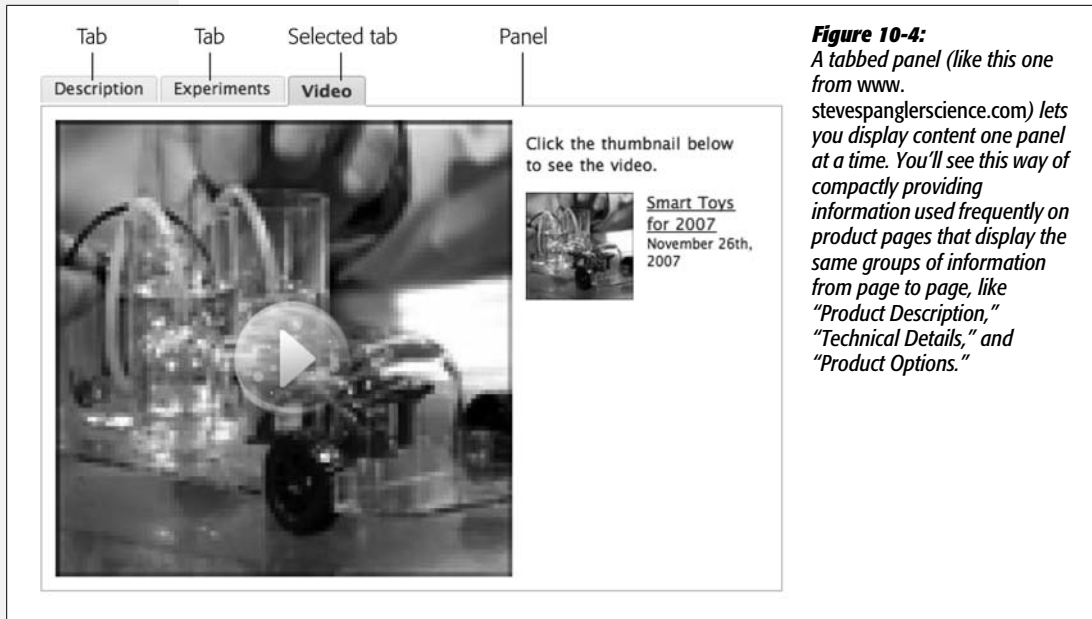 Tab Tab Selected tab Panel
Description Experiments Video
Click the thumbnail below
to see the video.
Smart Toys
for 2007
November 26th,
2007
Figure 10-4:
A tabbed panel (like this one
from www.
stevespanglerscience.com) lets
you display content one panel
at a time. You’ll see this way of
compactly providing
information used frequently on
product pages that display the
same groups of information
from page to page, like
“Product Description,”
“Technical Details,” and
“Product Options.”